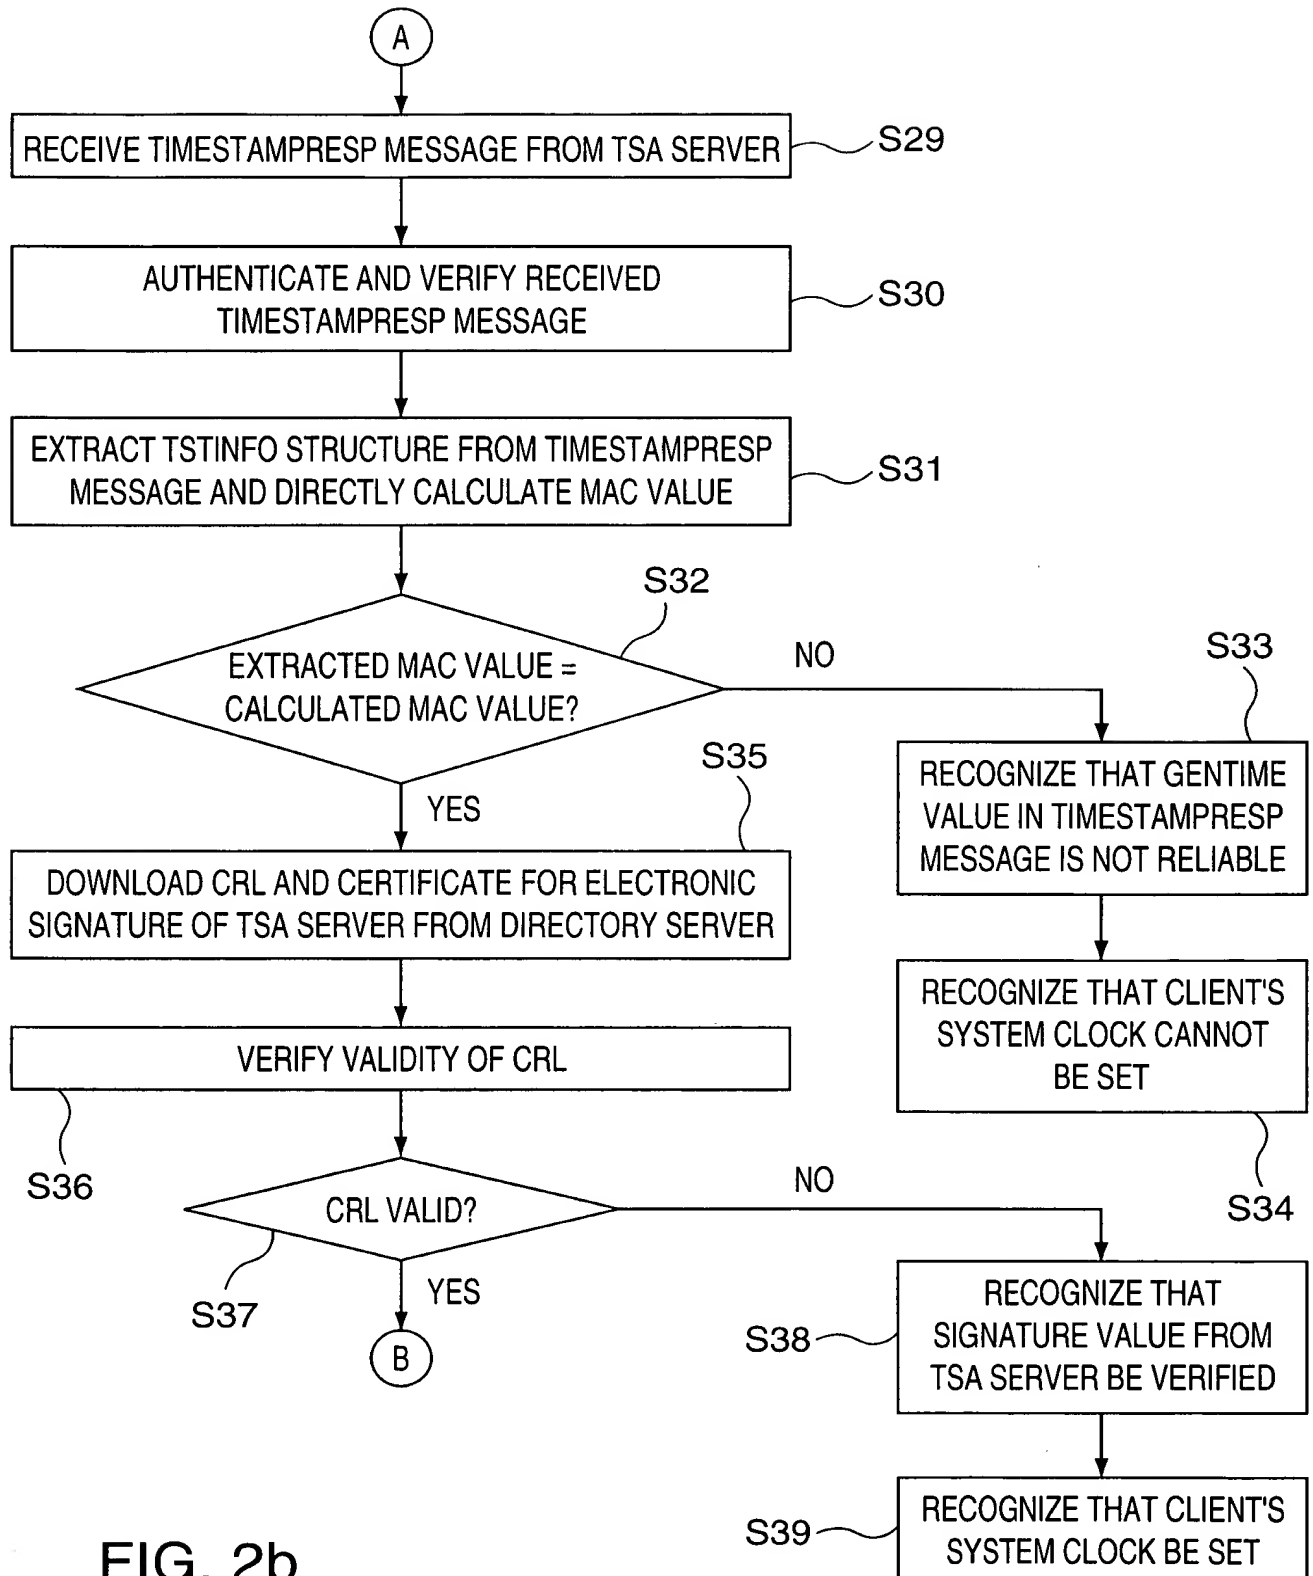 A
RECEIVE TIMESTAMPRESP MESSAGE FROM TSA SERVER
S29
AUTHENTICATE AND VERIFY RECEIVED
TIMESTAMPRESP MESSAGE
S30
EXTRACT TSTINFO STRUCTURE FROM TIMESTAMPRESP
MESSAGE AND DIRECTLY CALCULATE MAC VALUE
S31
S32
EXTRACTED MAC VALUE =
CALCULATED MAC VALUE?
NO
YES
S33
RECOGNIZE THAT GENTIME
VALUE IN TIMESTAMPRESP
MESSAGE IS NOT RELIABLE
S35
DOWNLOAD CRL AND CERTIFICATE FOR ELECTRONIC
SIGNATURE OF TSA SERVER FROM DIRECTORY SERVER
RECOGNIZE THAT CLIENT'S
SYSTEM CLOCK CANNOT
BE SET
S34
VERIFY VALIDITY OF CRL
S36
CRL VALID?
S37
NO
YES
B
RECOGNIZE THAT
SIGNATURE VALUE FROM
TSA SERVER BE VERIFIED
S38
RECOGNIZE THAT CLIENT'S
SYSTEM CLOCK BE SET
S39
FIG. 2b